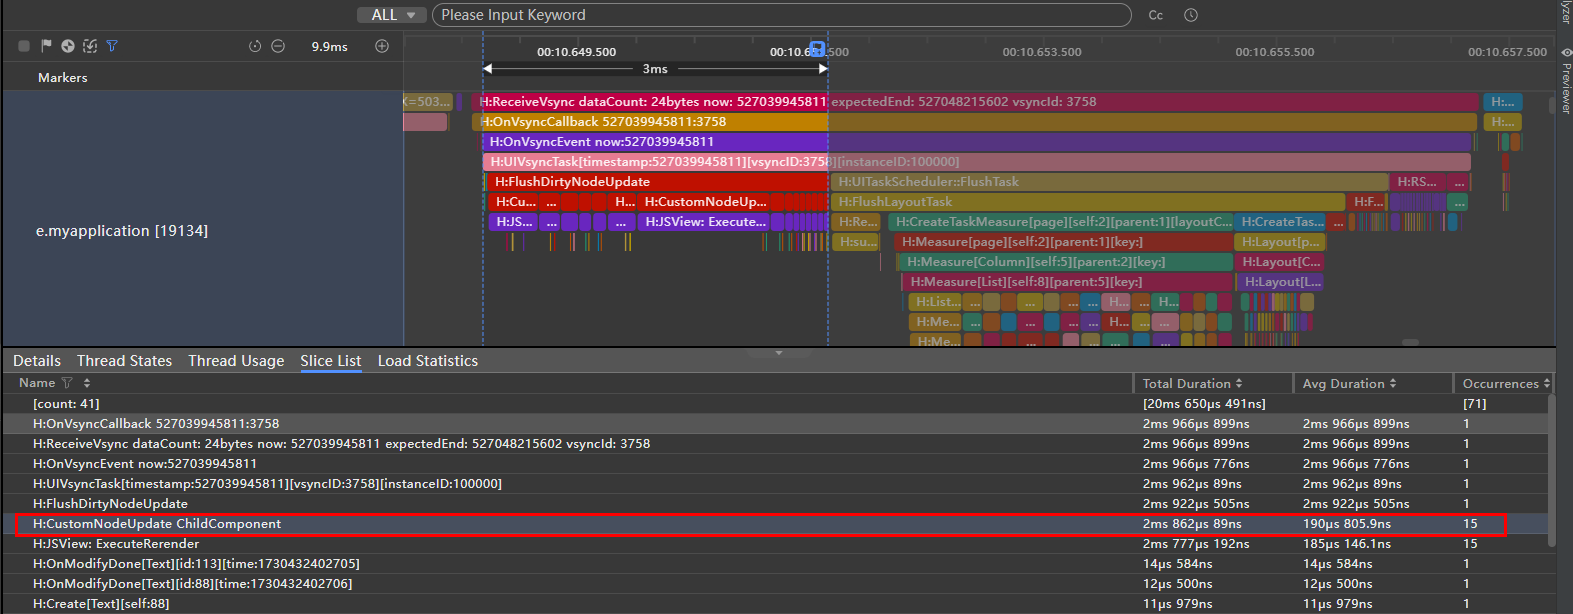 ALL
Please Input Keyword
Cc
lyzer
Previewer
9.9ms
00:10.649.500
00:10.653.500
00:10.655.500
00:10.657.500
3ms
Markers
e.myapplication [19134]
H:ReceiveVsync dataCount: 24bytes now: 527039945811 expectedEnd: 527048215602 vsyncId: 3758
H:...
H:OnVsyncCallback 527039945811:3758
H:...
H:OnVsyncEvent now:527039945811
H:UIVsyncTask[timestamp:527039945811][vsyncID:3758][instanceID:100000]
H:FlushDirtyNodeUpdate
H:UITaskScheduler::FlushTask
H:RS...
...
H:Cu...
...
H...
H:CustomNodeUp...
H:FlushLayoutTask
H:F...
...
H:JS...
...
...
H:JSView: Execute...
H:Re...
H:CreateTaskMeasure[page][self:2][parent:1][layoutC...
H:CreateTas...
...
H:su...
H:Measure[page][self:2][parent:1][key:]
H:Layout[p...
H:Measure[Column][self:5][parent:2][key:]
H:Layout[C...
H:Measure[List][self:8][parent:5][key:]
H:Layout[L...
H:List...
...
...
...
...
H...
...
H...
H:Me...
...
...
...
...
H...
...
...
H:Me...
Details Thread States Thread Usage Slice List Load Statistics
Name Total Duration Avg Duration Occurrences
[count: 41] [20ms 650μs 491ns] [71]
H:OnVsyncCallback 527039945811:3758 2ms 966μs 899ns 2ms 966μs 899ns 1
H:ReceiveVsync dataCount: 24bytes now: 527039945811 expectedEnd: 527048215602 vsyncId: 3758 2ms 966μs 899ns 2ms 966μs 899ns 1
H:OnVsyncEvent now:527039945811 2ms 966μs 776ns 2ms 966μs 776ns 1
H:UIVsyncTask[timestamp:527039945811][vsyncID:3758][instanceID:100000] 2ms 962μs 89ns 2ms 962μs 89ns 1
H:FlushDirtyNodeUpdate 2ms 922μs 505ns 2ms 922μs 505ns 1
H:CustomNodeUpdate ChildComponent 2ms 862μs 89ns 190μs 805.9ns 15
H:JSView: ExecuteRerender 2ms 777μs 192ns 185μs 146.1ns 15
H:OnModifyDone[Text][id:113][time:1730432402705] 14μs 584ns 14μs 584ns 1
H:OnModifyDone[Text][id:88][time:1730432402706] 12μs 500ns 12μs 500ns 1
H:Create[Text][self:88] 11μs 979ns 11μs 979ns 1